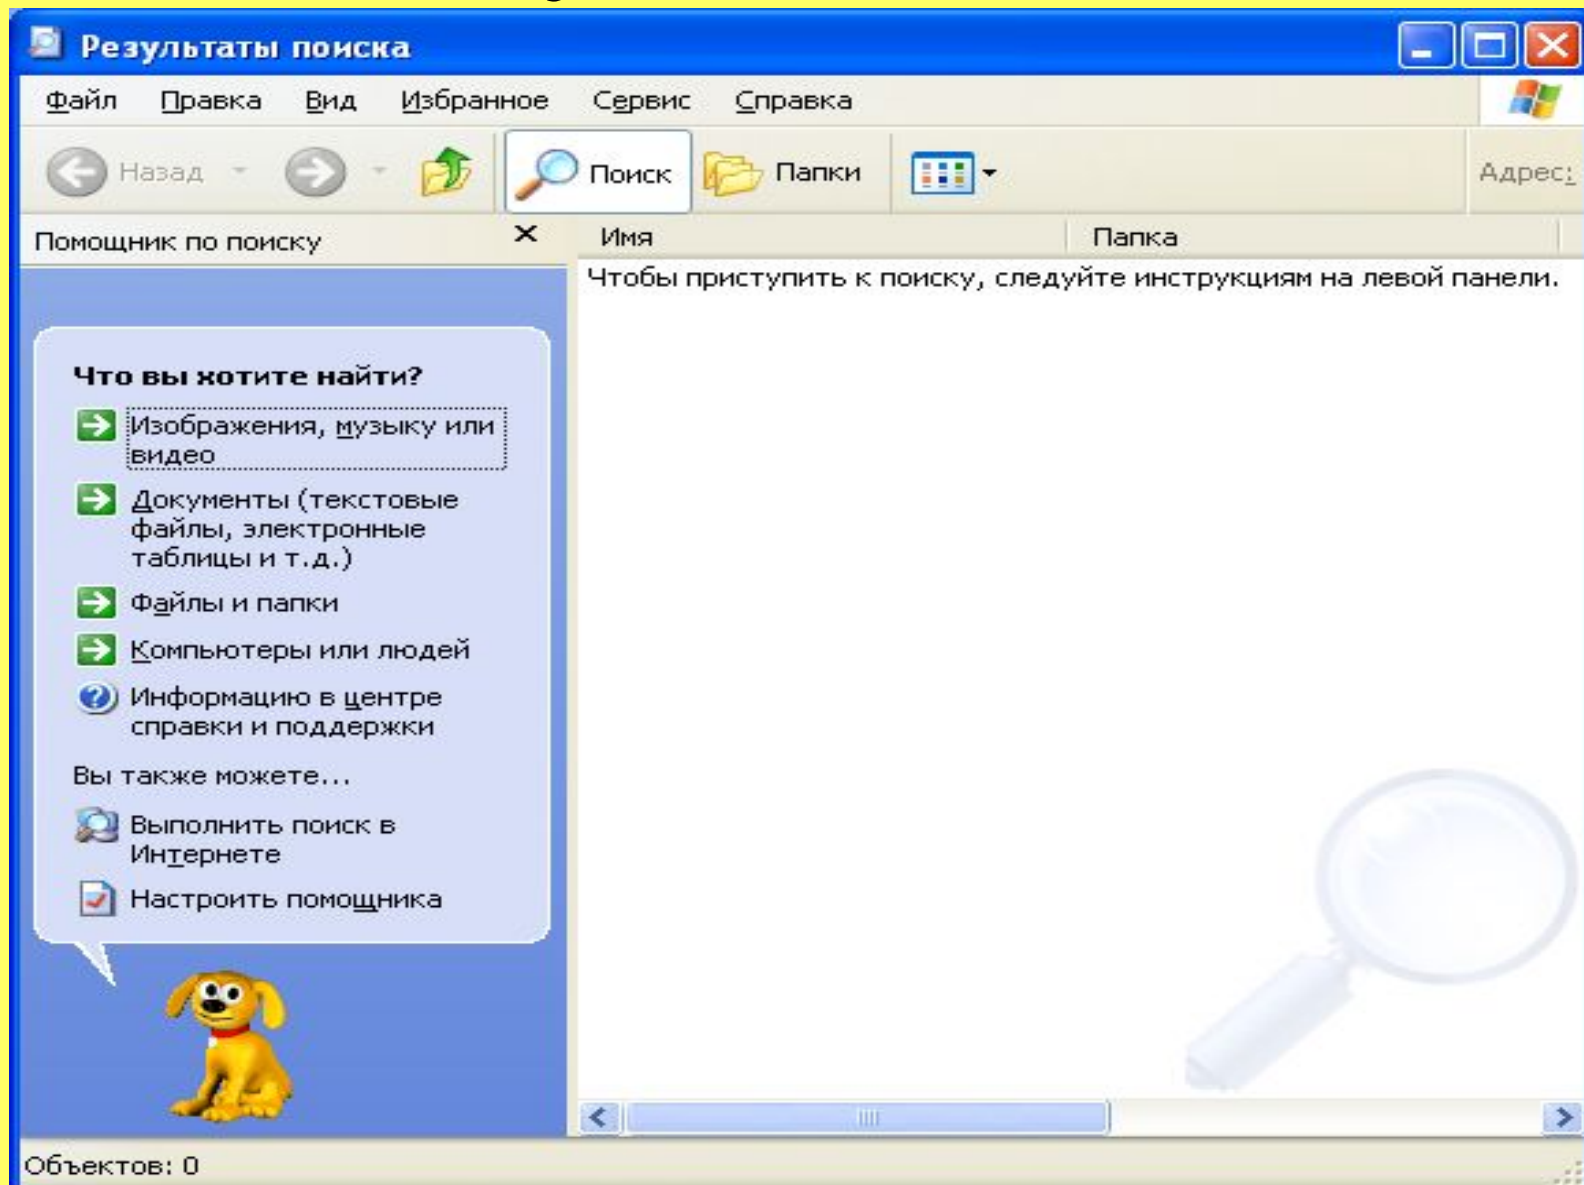 Результаты поиска
Файл Правка Вид Избранное Сервис Справка
Назад Поиск Папки Адрес:
Помощник по поиску
Имя Папка
Чтобы приступить к поиску, следуйте инструкциям на левой панели.
Что вы хотите найти?
Изображения, музыку или
видео
Документы (текстовые
файлы, электронные
таблицы и т.д.)
Файлы и папки
Компьютеры или людей
Информацию в центре
справки и поддержки
Вы также можете...
Выполнить поиск в
Интернете
Настроить помощника
Объектов: 0